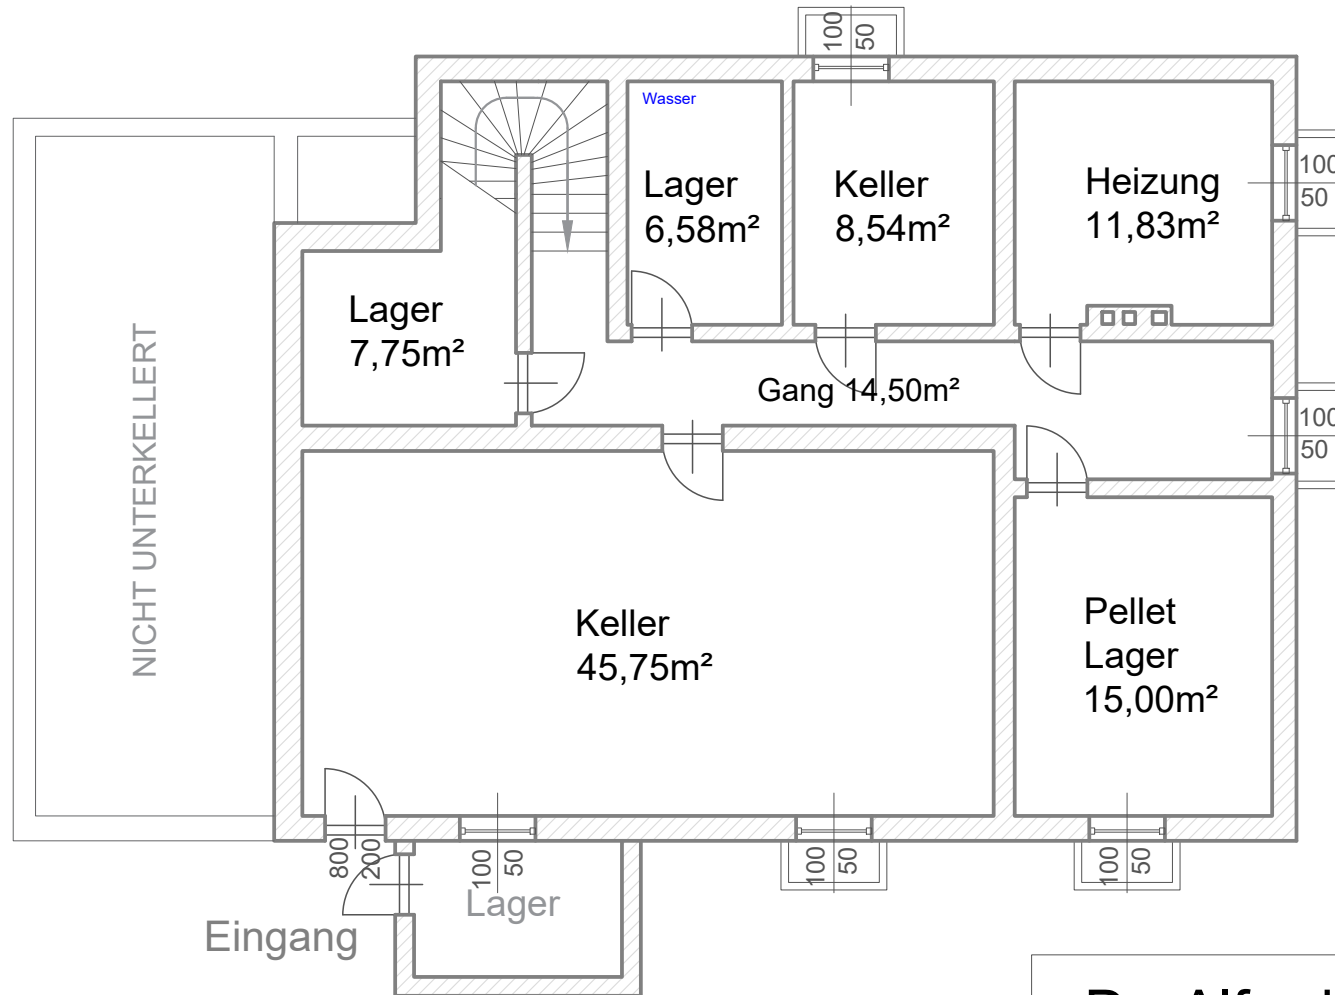 100
50
Wasser
Lager
6,58m²
Keller
8,54m²
Heizung
11,83m²
100
50
Lager
7,75m²
Gang 14,50m²
100
50
NICHT UNTERKELLERT
Keller
45,75m²
Pellet
Lager
15,00m²
800
200
100
50
100
50
100
50
Lager
Eingang